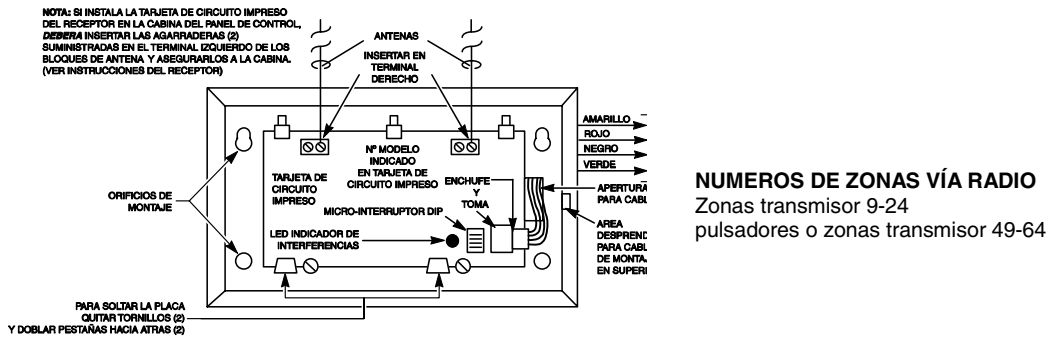 NOTA: SI INSTALA LA TARJETA DE CIRCUITO IMPRESO
DEL RECEPTOR EN LA CABINA DEL PANEL DE CONTROL,
DEBERA INSERTAR LAS AGARRADERAS (2)
SUMINISTRADAS EN EL TERMINAL IZQUIERDO DE LOS
BLOQUES DE ANTENA Y ASEGURARLOS A LA CABINA.
(VER INSTRUCCIONES DEL RECEPTOR)
ANTENAS
INSERTAR EN
TERMINAL
DERECHO
AMARILLO
ROJO
NEGRO
VERDE
Nº MODELO
INDICADO
EN TARJETA DE
CIRCUITO IMPRESO
TARJETA DE
CIRCUITO
IMPRESO
ENCHUFE
Y
TOMA
ORIFICIOS DE
MONTAJE
MICRO-INTERRUPTOR DIP
LED INDICADOR DE
INTERFERENCIAS
APERTURA
PARA CABL
AREA
DESPREND
PARA CABL
DE MONTA
EN SUPERI
PARA SOLTAR LA PLACA
QUITAR TORNILLOS (2)
Y DOBLAR PESTAÑAS HACIA ATRAS (2)
NUMEROS DE ZONAS VÍA RADIO
Zonas transmisor 9-24
pulsadores o zonas transmisor 49-64